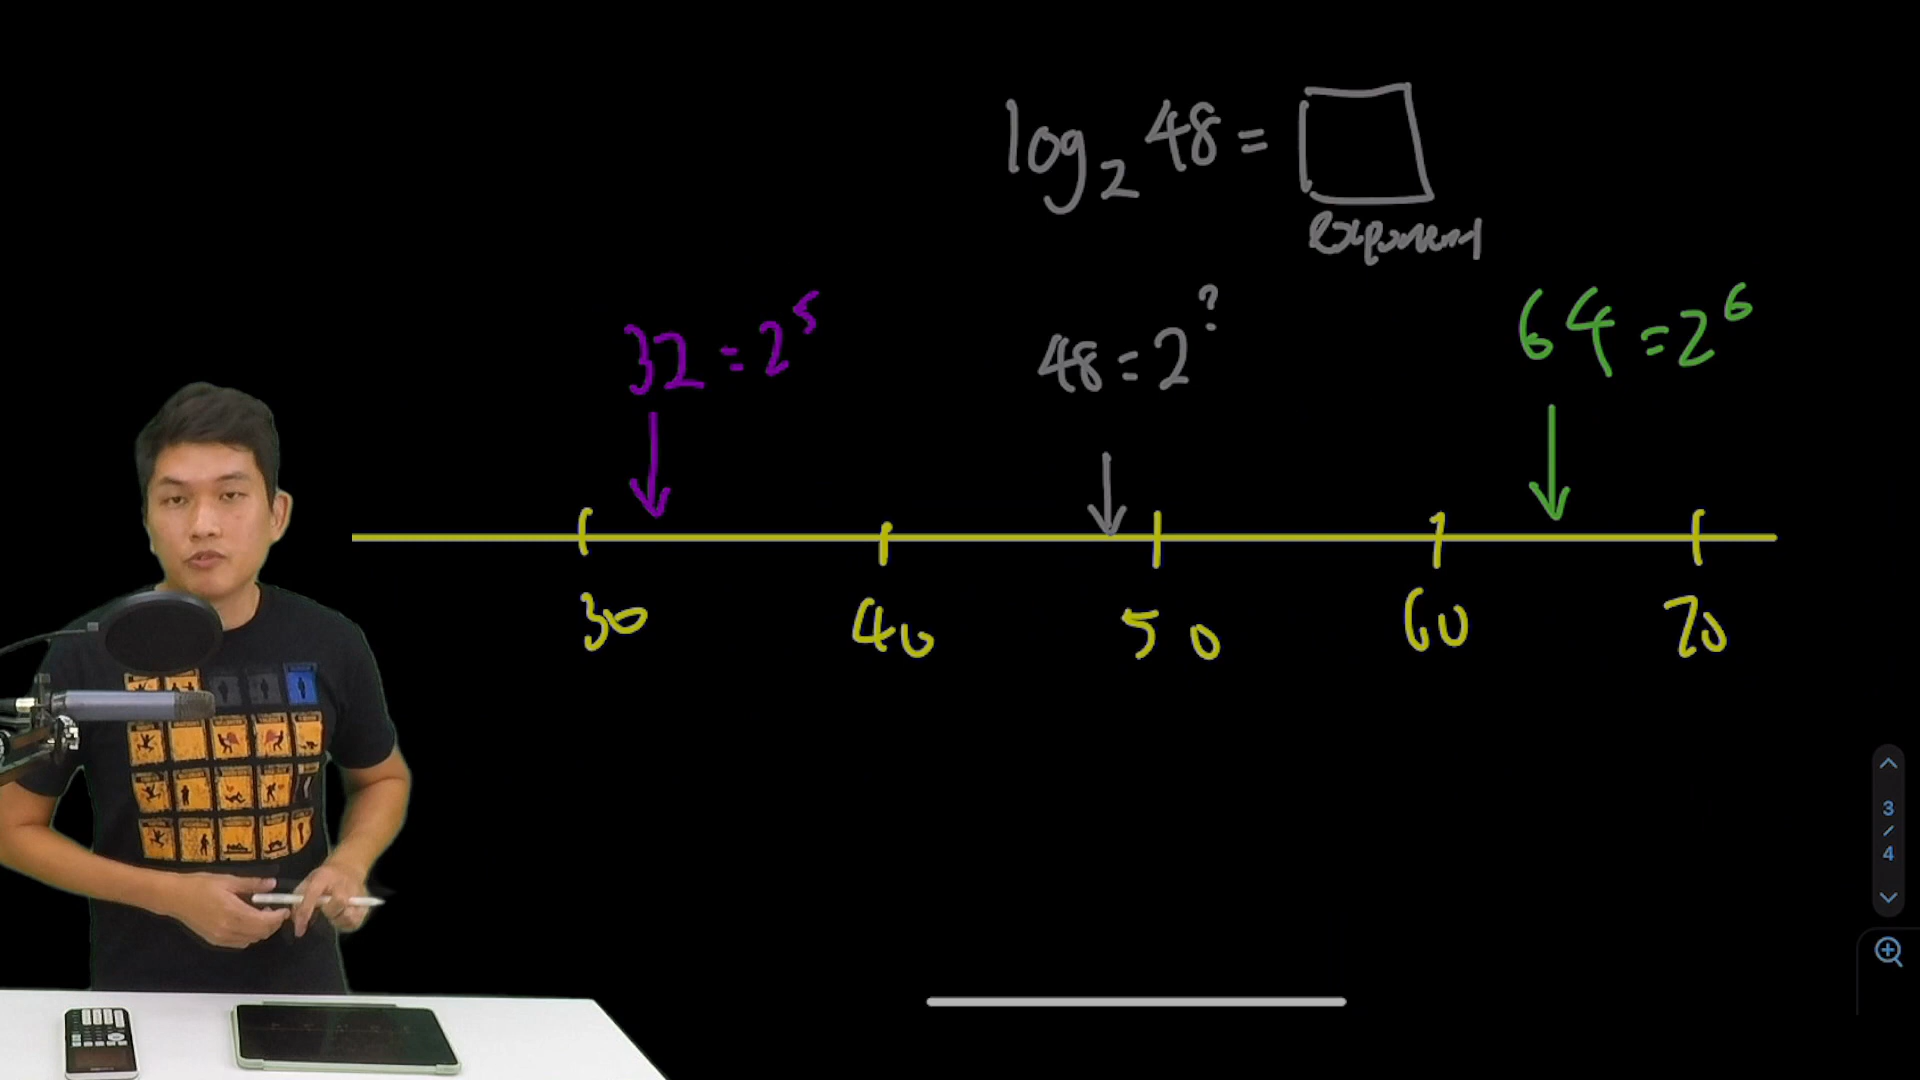 log₂ 48 = □
exponent
32 = 2⁵
48 = 2^?
64 = 2⁶
30 40 50 60 70
3
/
4